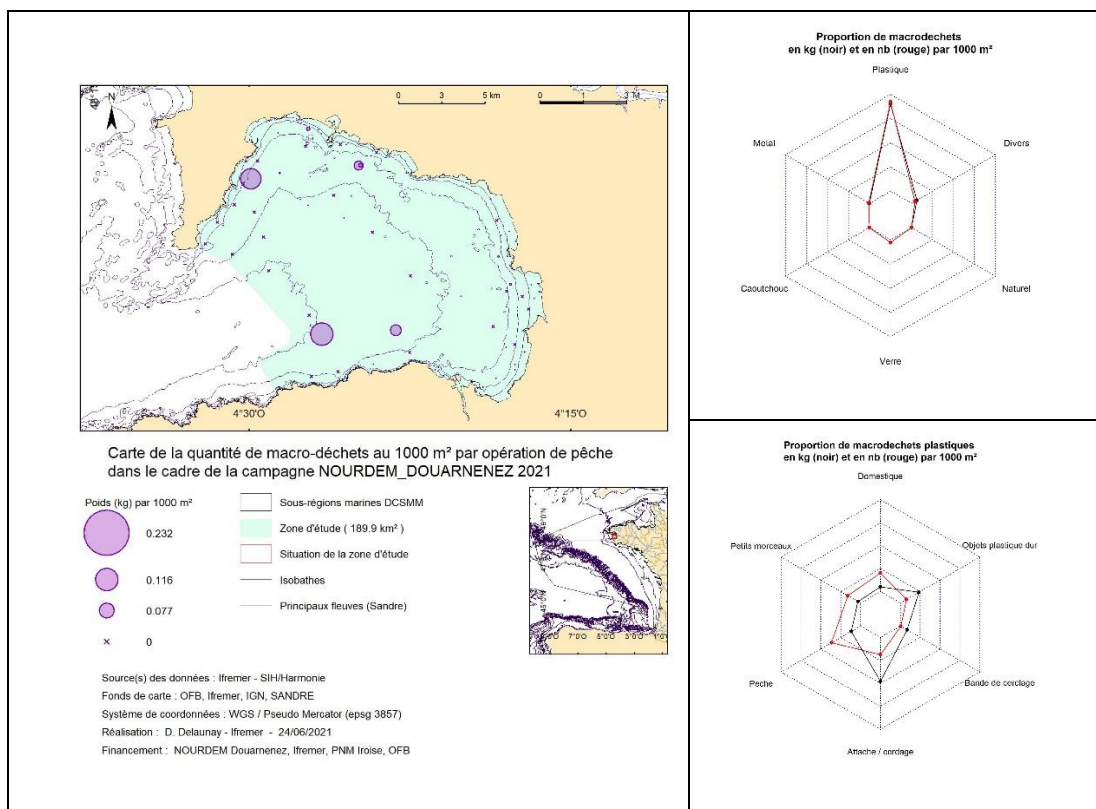 N
0 3 5 km
0 1 3 M
4°30'O
4°15'O
Carte de la quantité de macro-déchets au 1000 m² par opération de pêche
dans le cadre de la campagne NOURDEM_DOUARNENEZ 2021
Poids (kg) par 1000 m²
0.232
0.116
0.077
0
Sous-régions marines DCSMM
Zone d'étude ( 189.9 km² )
Situation de la zone d'étude
Isobathes
Principaux fleuves (Sandre)
7°0'O
3°0'O
Source(s) des données : Ifremer - SIH/Harmonie
Fonds de carte : OFB, Ifremer, IGN, SANDRE
Système de coordonnées : WGS / Pseudo Mercator (epsg 3857)
Réalisation : D. Delaunay - Ifremer - 24/06/2021
Financement : NOURDEM Douarnenez, Ifremer, PNM Iroise, OFB
Proportion de macrodechets
en kg (noir) et en nb (rouge) par 1000 m²
Plastique
Metal
Divers
Caoutchouc
Naturel
Verre
Proportion de macrodechets plastiques
en kg (noir) et en nb (rouge) par 1000 m²
Domestique
Petits morceaux
Objets plastique dur
Peche
Bande de cerclage
Attache / cordage